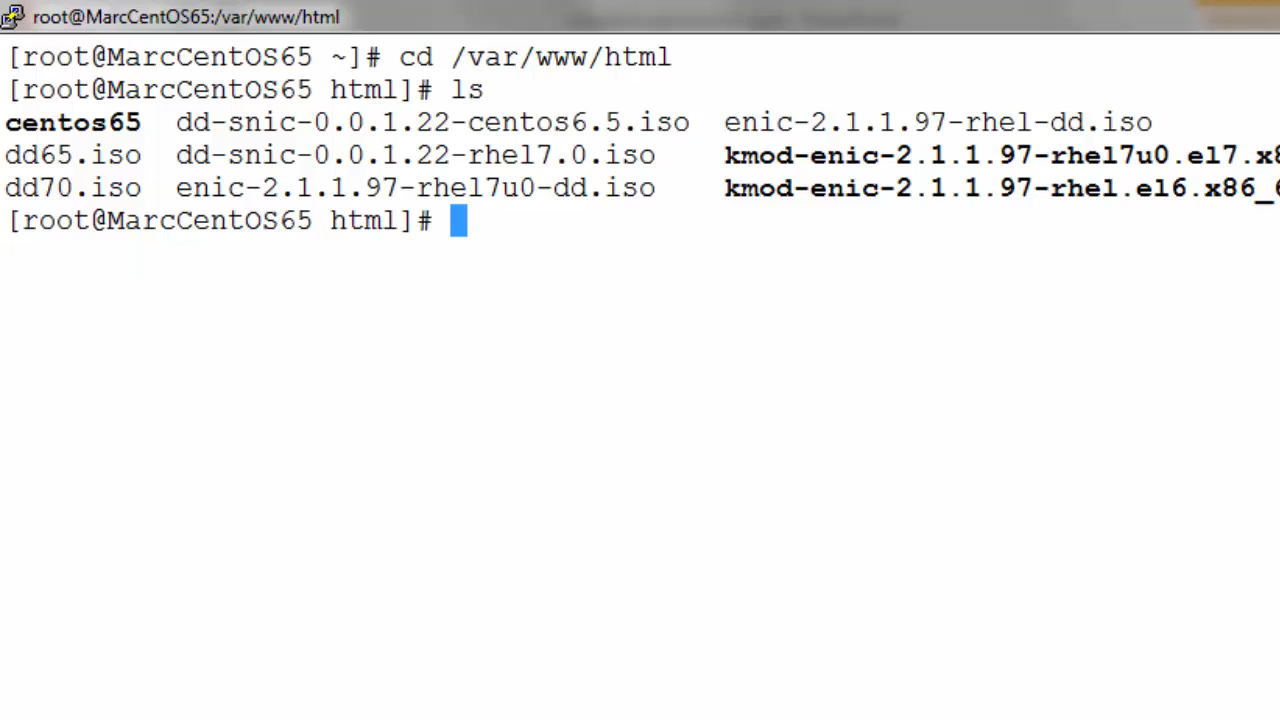 root@MarcCentOS65:/var/www/html
[root@MarcCentOS65 ~]# cd /var/www/html
[root@MarcCentOS65 html]# ls
centos65 dd-snic-0.0.1.22-centos6.5.iso enic-2.1.1.97-rhel-dd.iso
dd65.iso dd-snic-0.0.1.22-rhel7.0.iso kmod-enic-2.1.1.97-rhel7u0.el7.x8
dd70.iso enic-2.1.1.97-rhel7u0-dd.iso kmod-enic-2.1.1.97-rhel.el6.x86_6
[root@MarcCentOS65 html]#